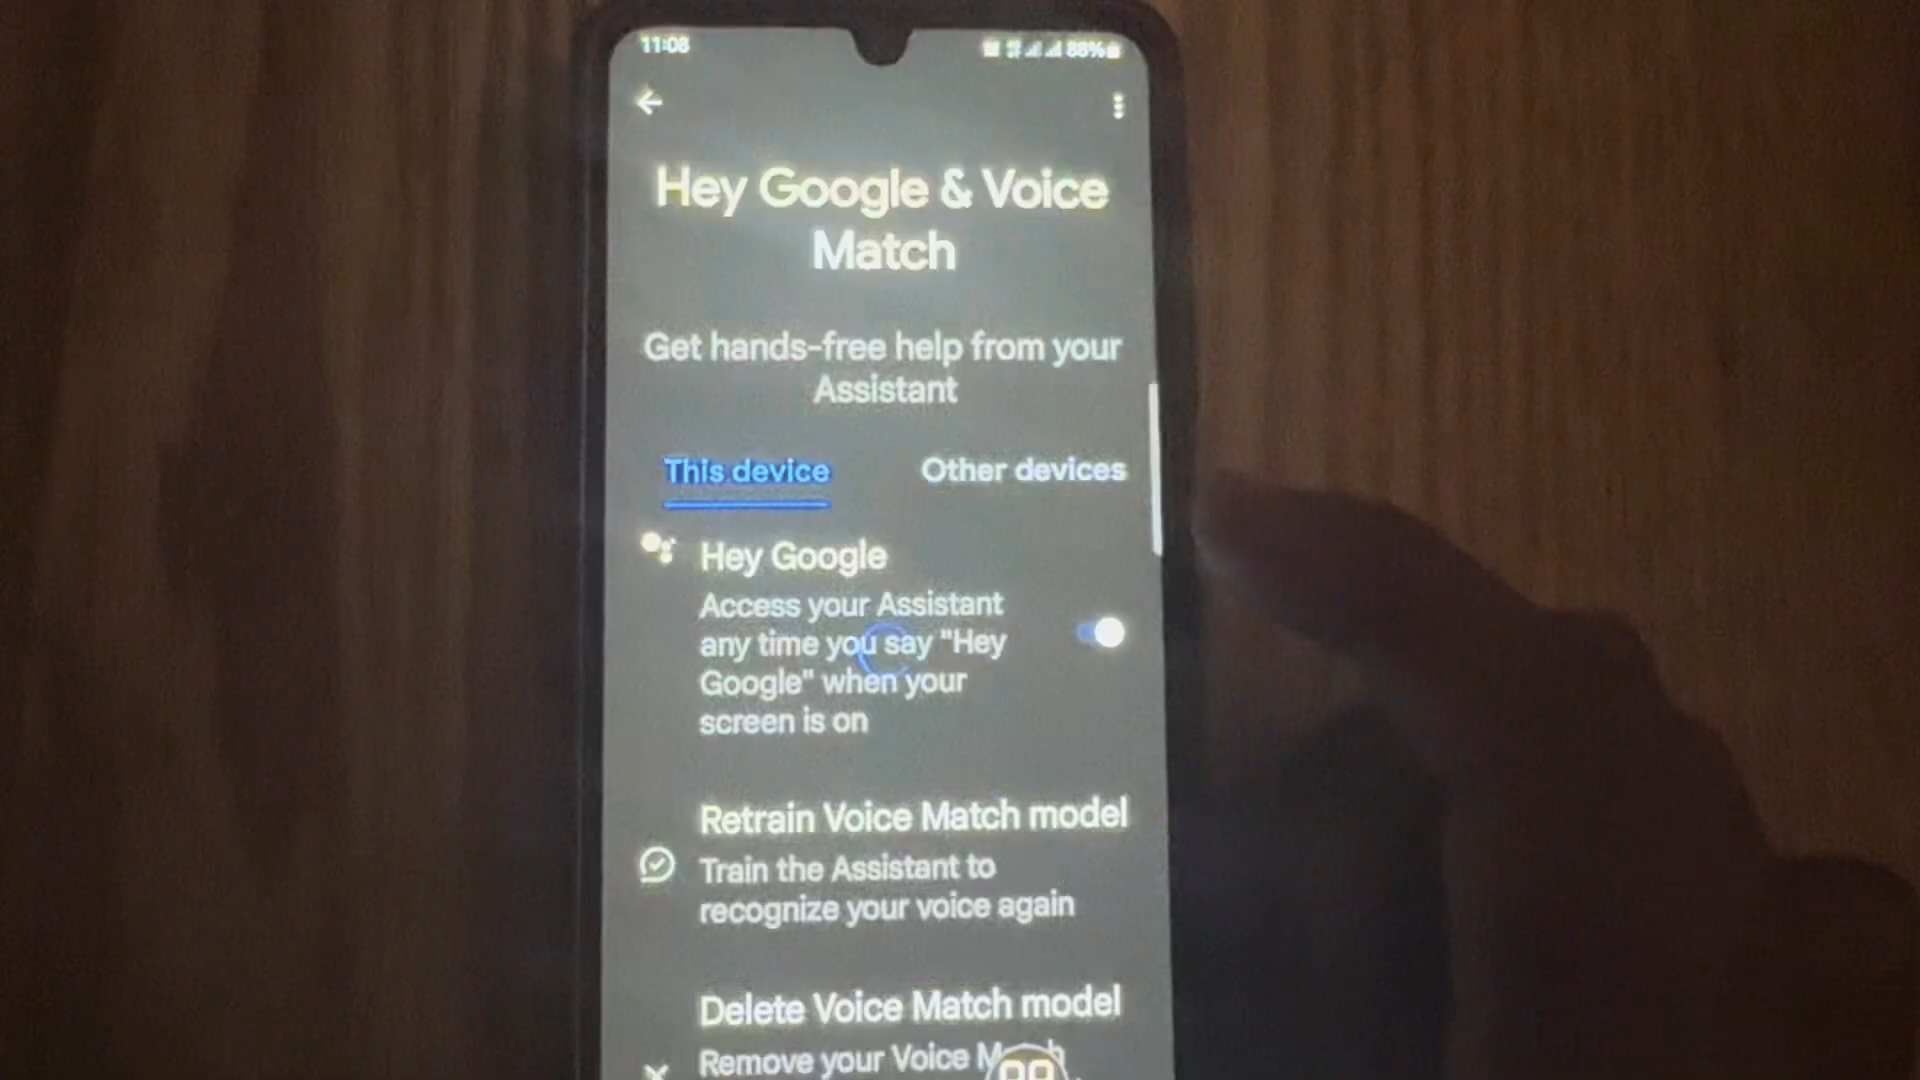 11:08
88%
Hey Google & Voice
Match
Get hands-free help from your
Assistant
This device
Other devices
Hey Google
Access your Assistant
any time you say "Hey
Google" when your
screen is on
Retrain Voice Match model
Train the Assistant to
recognize your voice again
Delete Voice Match model
Remove your Voice